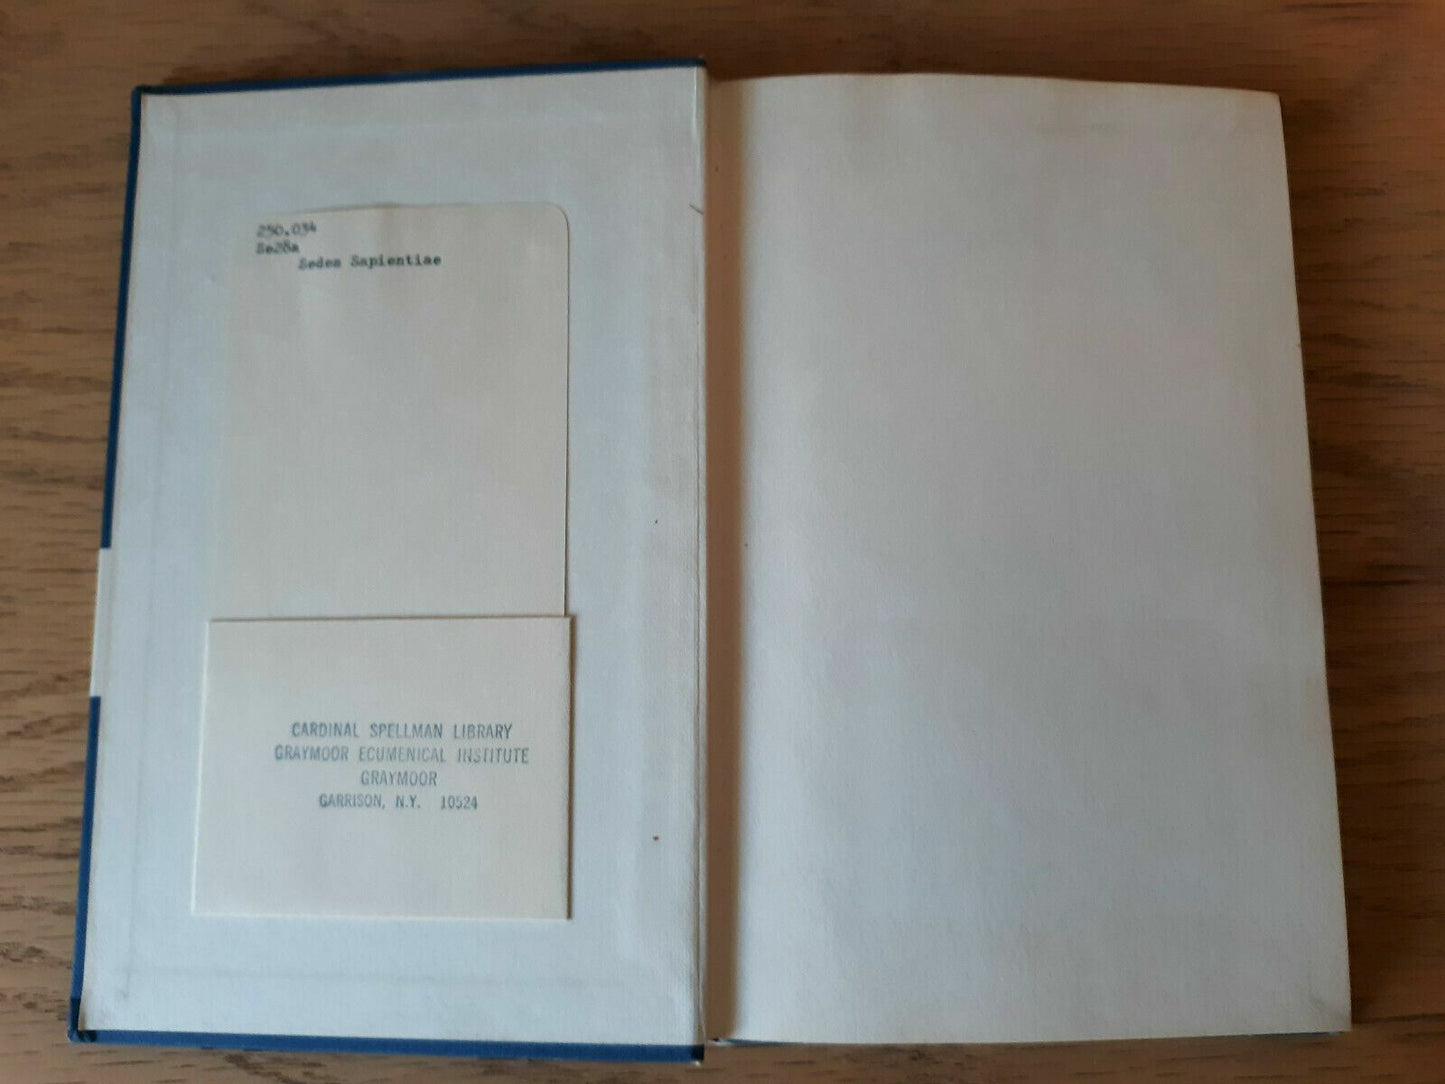 250.034
Se28a
Sedes Sapientiae
CARDINAL SPELLMAN LIBRARY
GRAYMOOR ECUMENICAL INSTITUTE
GRAYMOOR
GARRISON, N.Y. 10524